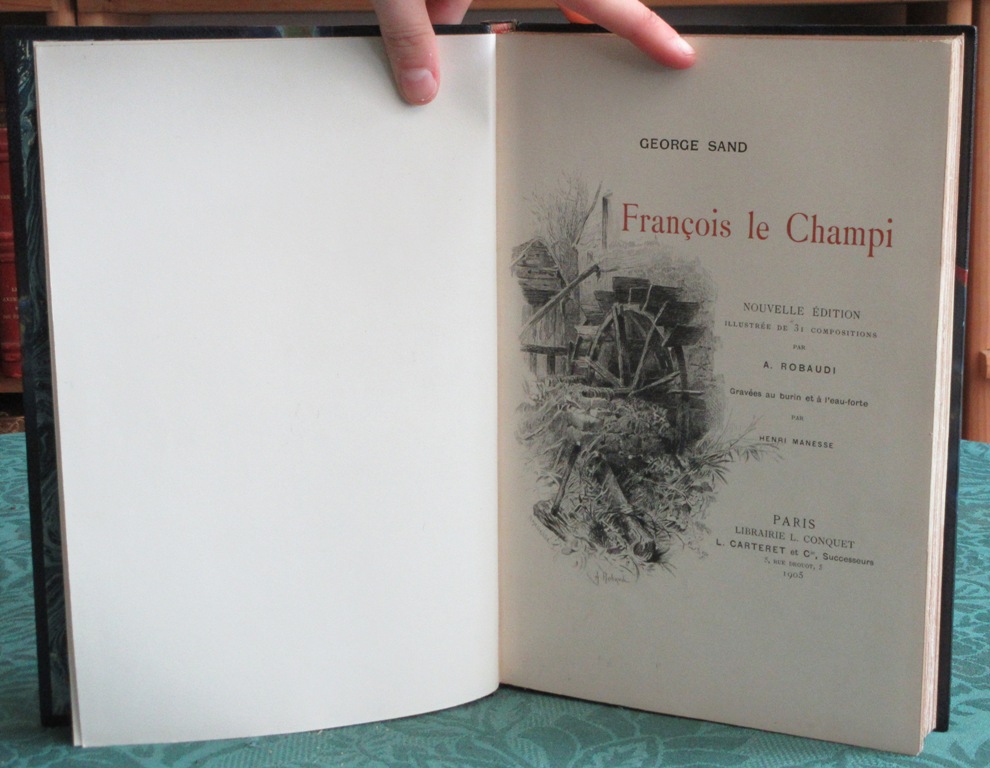 GEORGE SAND
François le Champi
NOUVELLE ÉDITION
ILLUSTRÉE DE 31 COMPOSITIONS
PAR
A. ROBAUDI
Gravées au burin et à l'eau-forte
PAR
HENRI MANESSE
PARIS
LIBRAIRIE L. CONQUET
L. CARTERET et Cie, Successeurs
5, RUE DROUOT, 5
1905